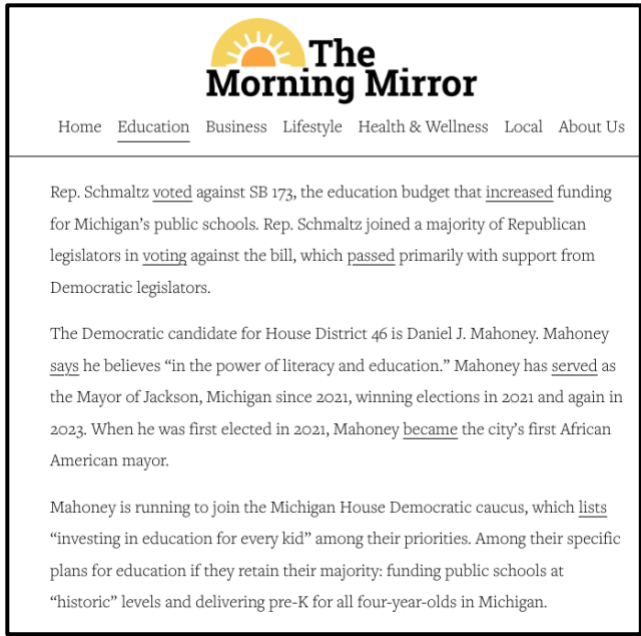 The
Morning Mirror
Home Education Business Lifestyle Health & Wellness Local About Us
Rep. Schmaltz voted against SB 173, the education budget that increased funding
for Michigan’s public schools. Rep. Schmaltz joined a majority of Republican
legislators in voting against the bill, which passed primarily with support from
Democratic legislators.
The Democratic candidate for House District 46 is Daniel J. Mahoney. Mahoney
says he believes “in the power of literacy and education.” Mahoney has served as
the Mayor of Jackson, Michigan since 2021, winning elections in 2021 and again in
2023. When he was first elected in 2021, Mahoney became the city’s first African
American mayor.
Mahoney is running to join the Michigan House Democratic caucus, which lists
“investing in education for every kid” among their priorities. Among their specific
plans for education if they retain their majority: funding public schools at
“historic” levels and delivering pre-K for all four-year-olds in Michigan.